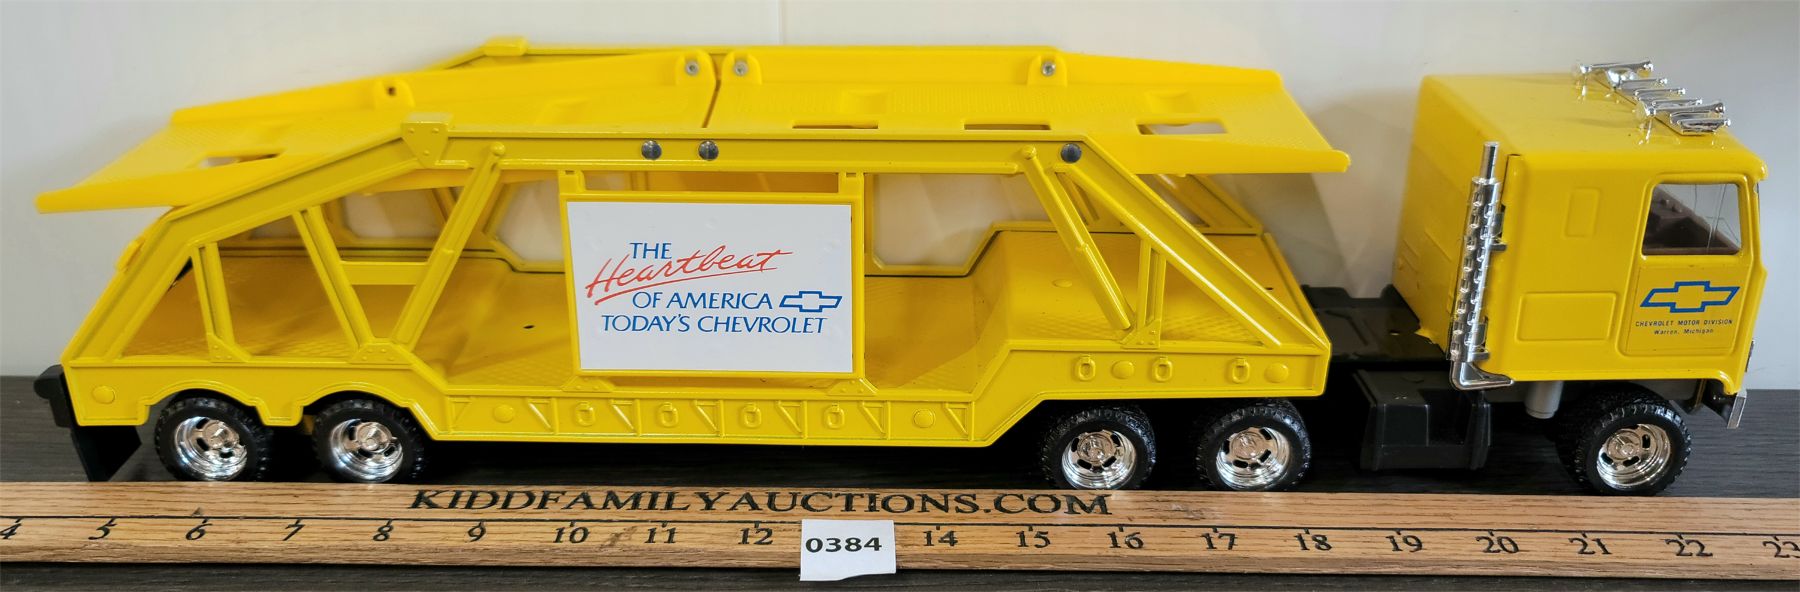 THE
Heartbeat
OF AMERICA
TODAY'S CHEVROLET
CHEVROLET MOTOR DIVISION
Warren, Michigan
KIDDFAMILYAUCTIONS.COM
4 5 6 7 8 9 10 11 12 14 15 16 17 18 19 20 21 22 23
0384